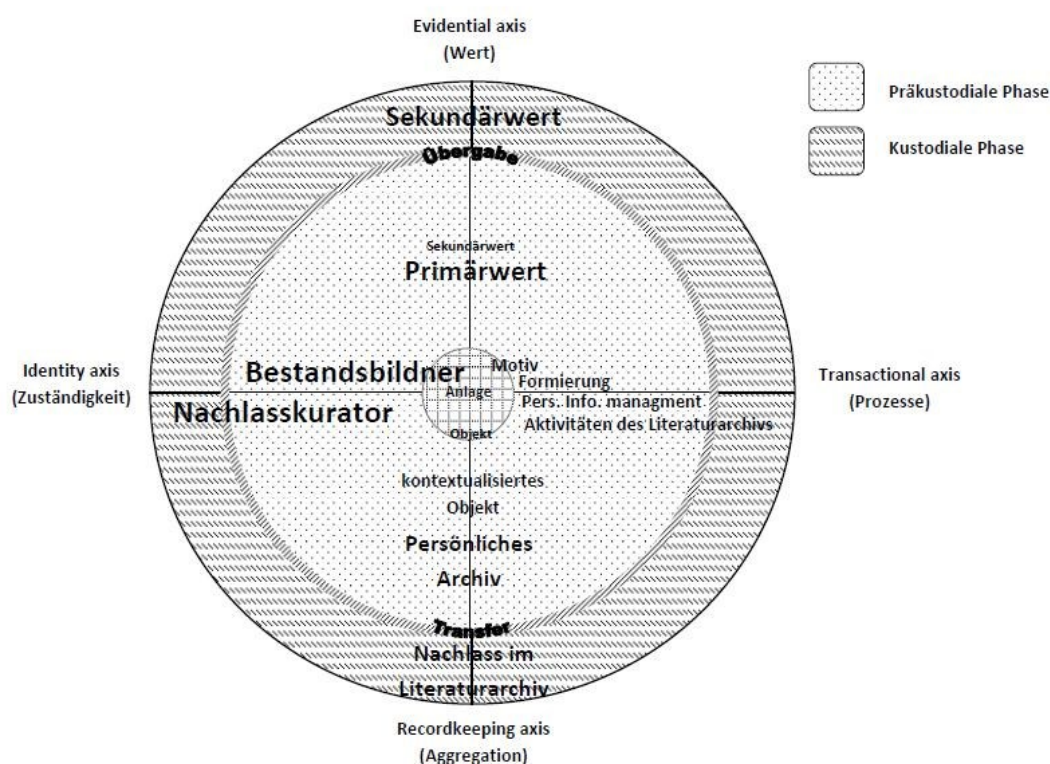 Evidential axis
(Wert)
Präkustodiale Phase
Kustodiale Phase
Sekundärwert
Übergabe
Sekundärwert
Primärwert
Identity axis
(Zuständigkeit)
Bestandsbildner
Nachlasskurator
Anlage
Objekt
Motiv
Formierung
Pers. Info. managment
Aktivitäten des Literaturarchivs
Transactional axis
(Prozesse)
kontextualisiertes
Objekt
Persönliches
Archiv
Transfer
Nachlass im
Literaturarchiv
Recordkeeping axis
(Aggregation)